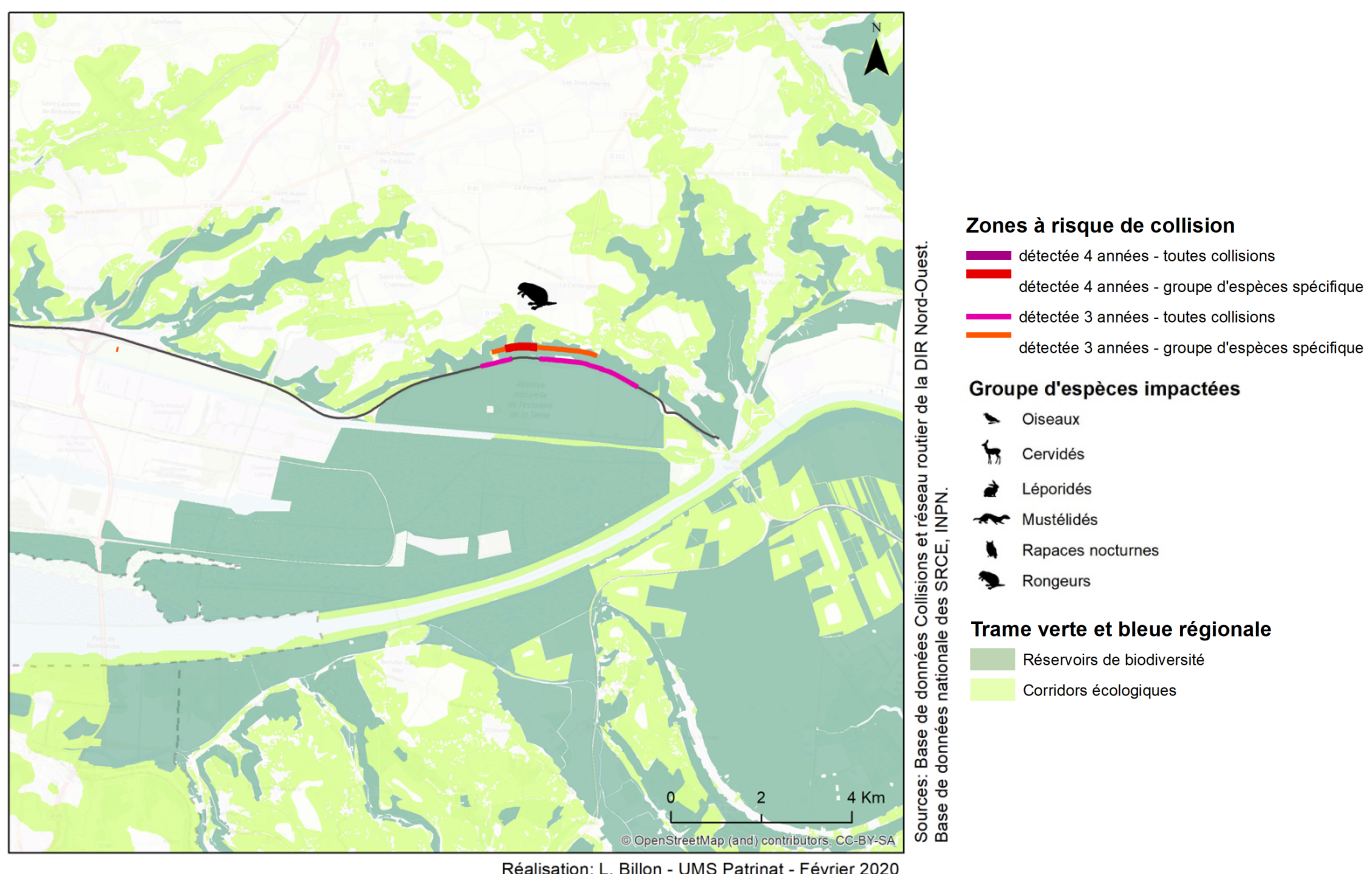 N
0 2 4 Km
© OpenStreetMap (and) contributors, CC-BY-SA
Réalisation: L. Billon - UMS Patrinat - Février 2020
Sources: Base de données Collisions et réseau routier de la DIR Nord-Ouest.
Base de données nationale des SRCE, INPN.
Zones à risque de collision
détectée 4 années - toutes collisions
détectée 4 années - groupe d'espèces spécifique
détectée 3 années - toutes collisions
détectée 3 années - groupe d'espèces spécifique
Groupe d'espèces impactées
Oiseaux
Cervidés
Léporidés
Mustélidés
Rapaces nocturnes
Rongeurs
Trame verte et bleue régionale
Réservoirs de biodiversité
Corridors écologiques